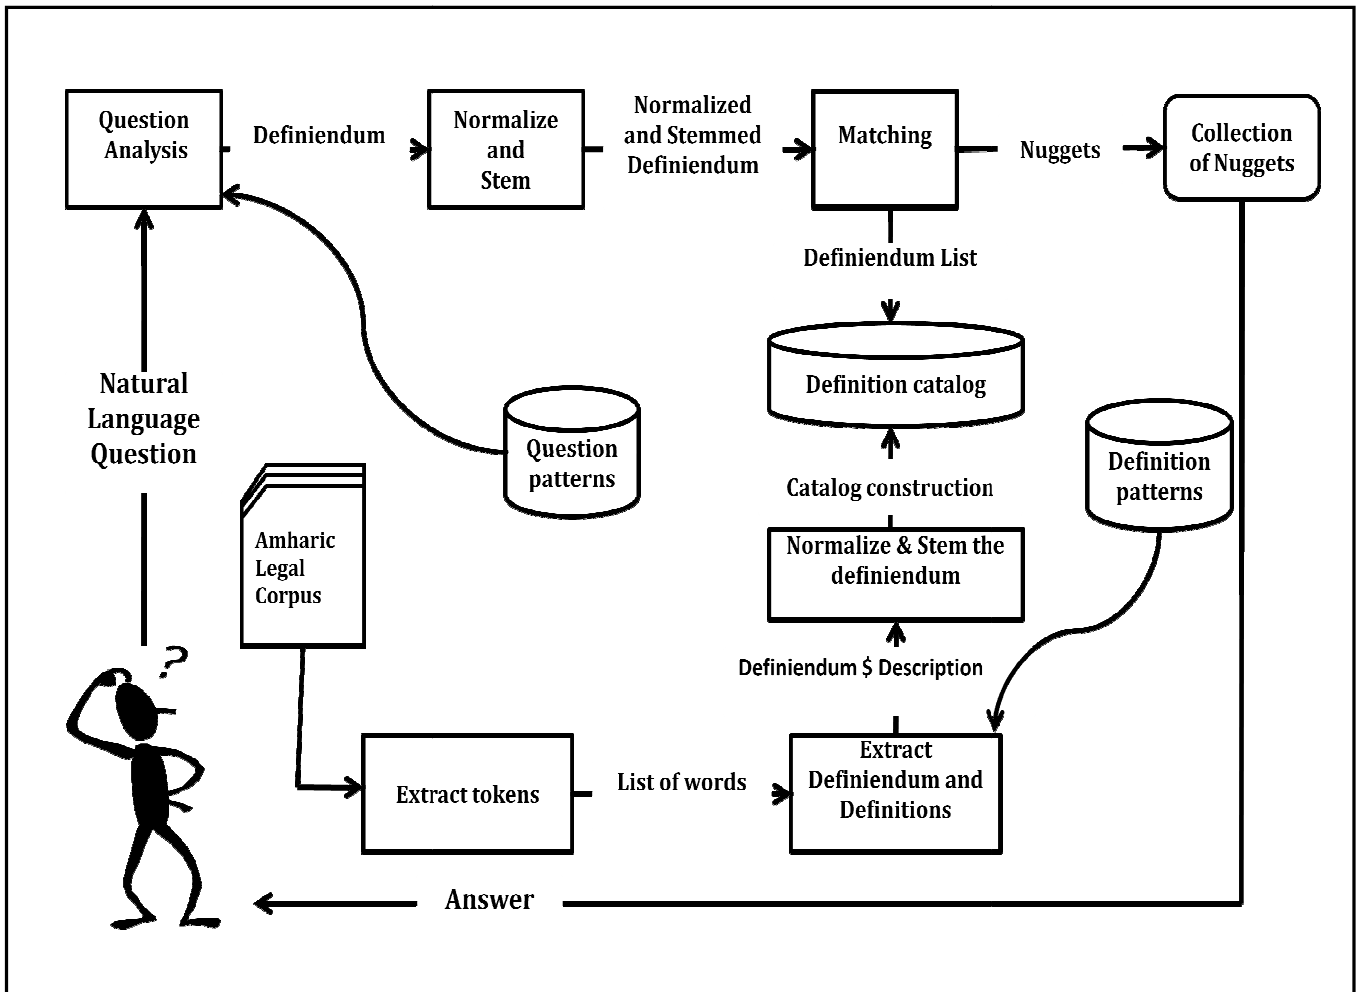 Question
Analysis
Definiendum
Normalize
and
Stem
Normalized
and Stemmed
Definiendum
Matching
Nuggets
Collection
of Nuggets
Definiendum List
Definition catalog
Natural
Language
Question
Question
patterns
Definition
patterns
Catalog construction
Normalize & Stem the
definiendum
Amharic
Legal
Corpus
?
Definiendum $ Description
Extract tokens
List of words
Extract
Definiendum and
Definitions
Answer